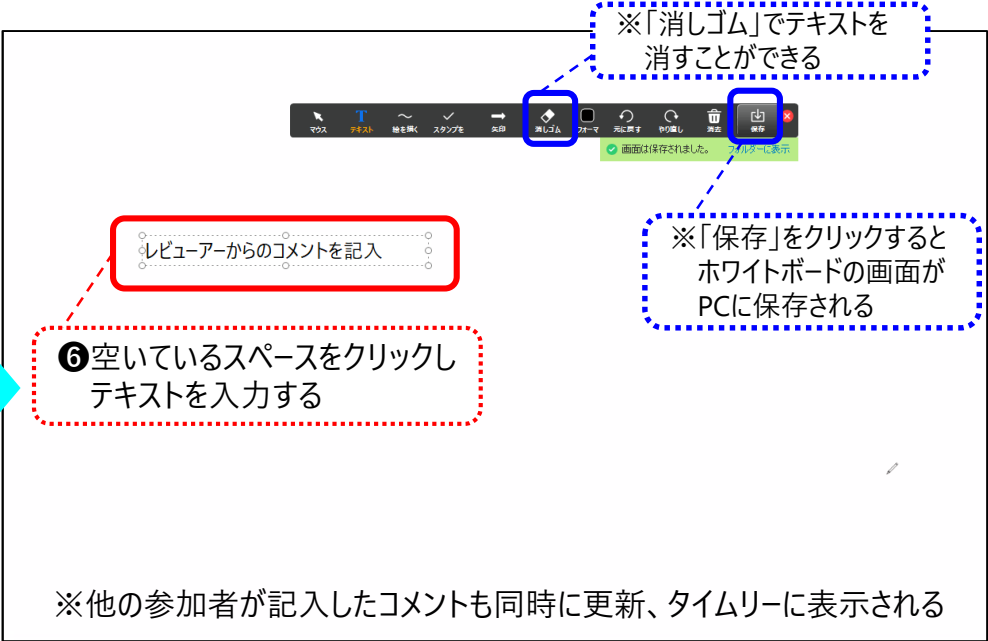 ※「消しゴム」でテキストを
消すことができる
マウス テキスト 絵を描く スタンプを 矢印 消しゴム フォーマ 元に戻す やり直し 消去 保存
画面は保存されました。 フォルダーに表示
レビューアーからのコメントを記入
※「保存」をクリックすると
ホワイトボードの画面が
PCに保存される
❻空いているスペースをクリックし
テキストを入力する
※他の参加者が記入したコメントも同時に更新、タイムリーに表示される